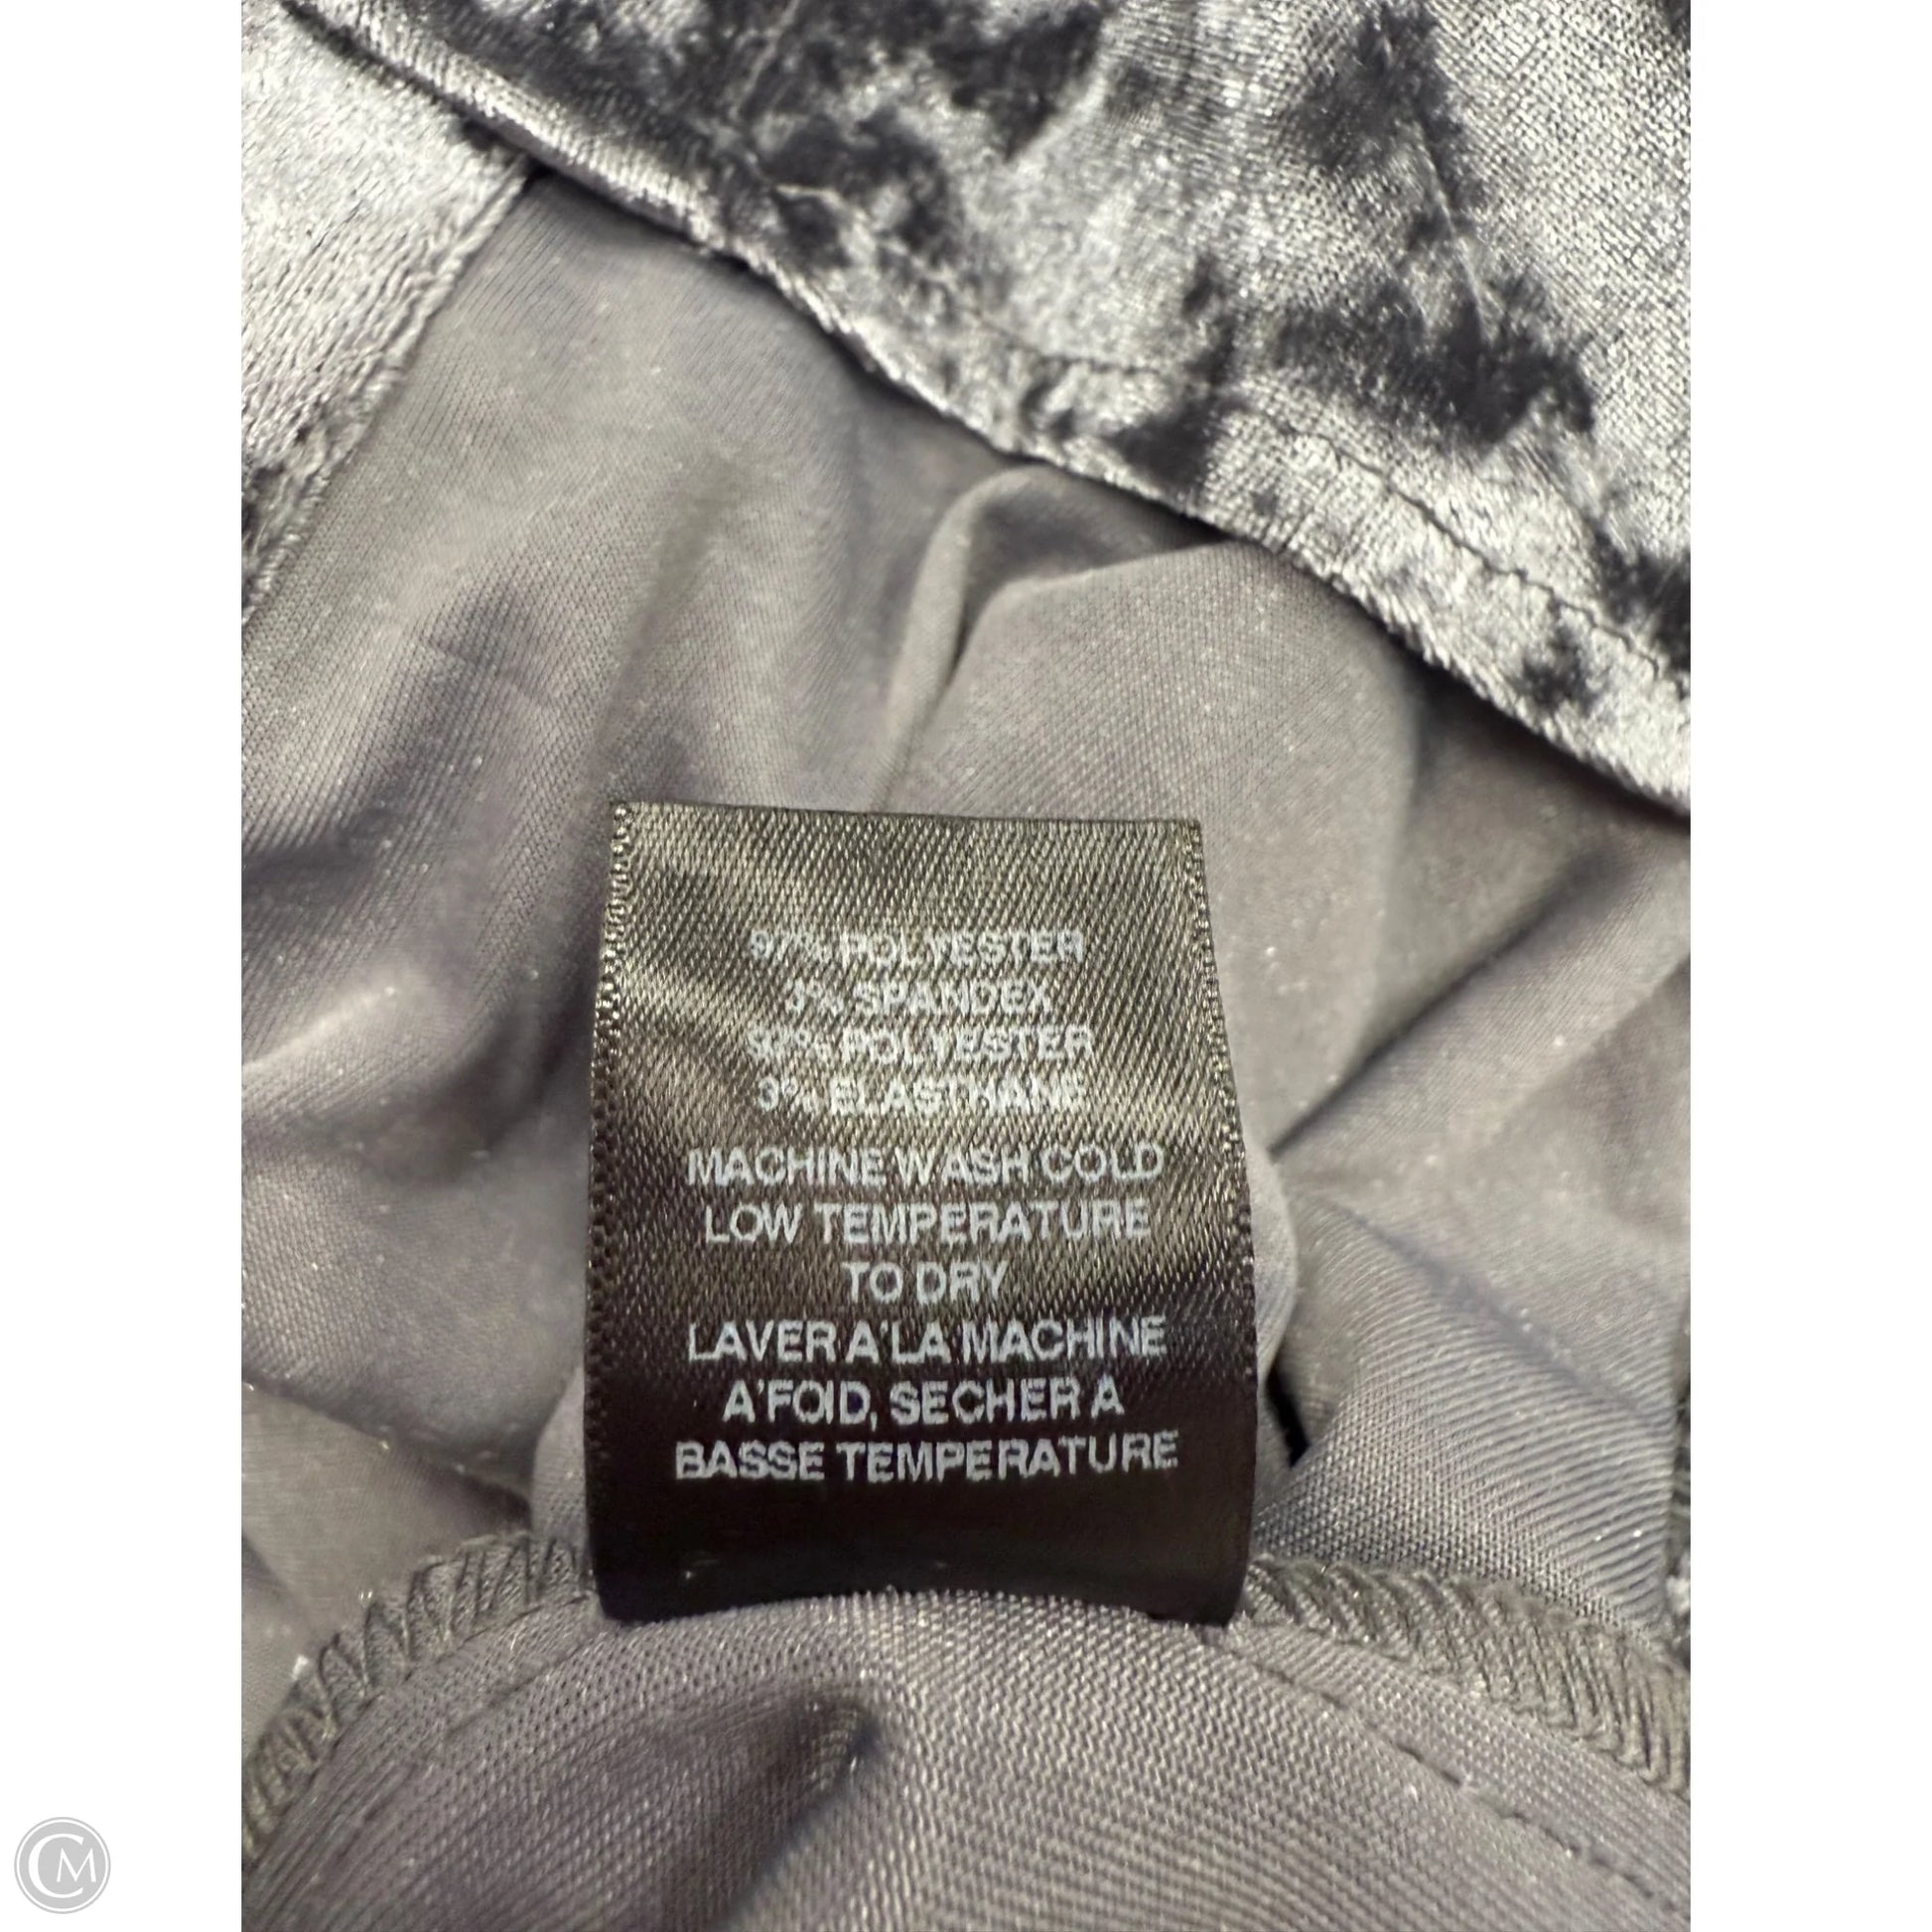 97% POLYESTER
3% SPANDEX
97% POLYESTER
3% ELASTHANE
MACHINE WASH COLD
LOW TEMPERATURE
TO DRY
LAVER A'LA MACHINE
A'FOID, SECHER A
BASSE TEMPERATURE
CM